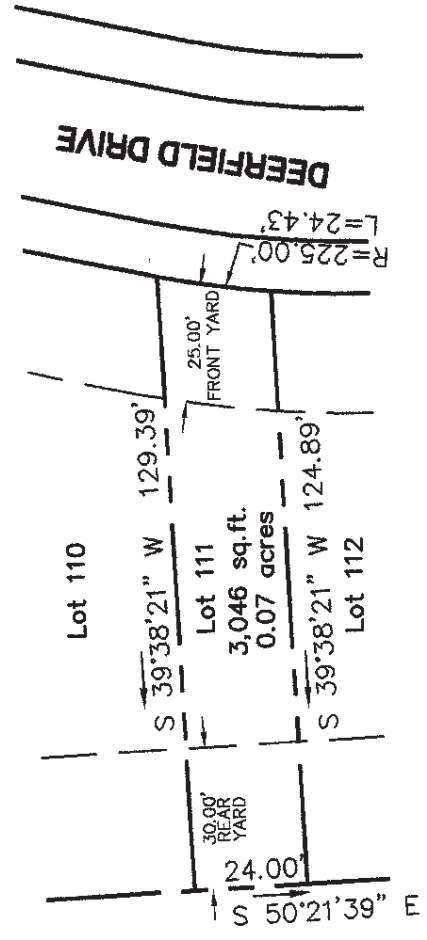 DEERFIELD DRIVE
L=24.43'
R=225.00'
25.00'
FRONT YARD
129.39'
S 39°38'21" W
Lot 110
Lot 111
3,046 sq.ft.
0.07 acres
124.89'
S 39°38'21" W
Lot 112
30.00'
REAR
YARD
24.00'
S 50°21'39" E